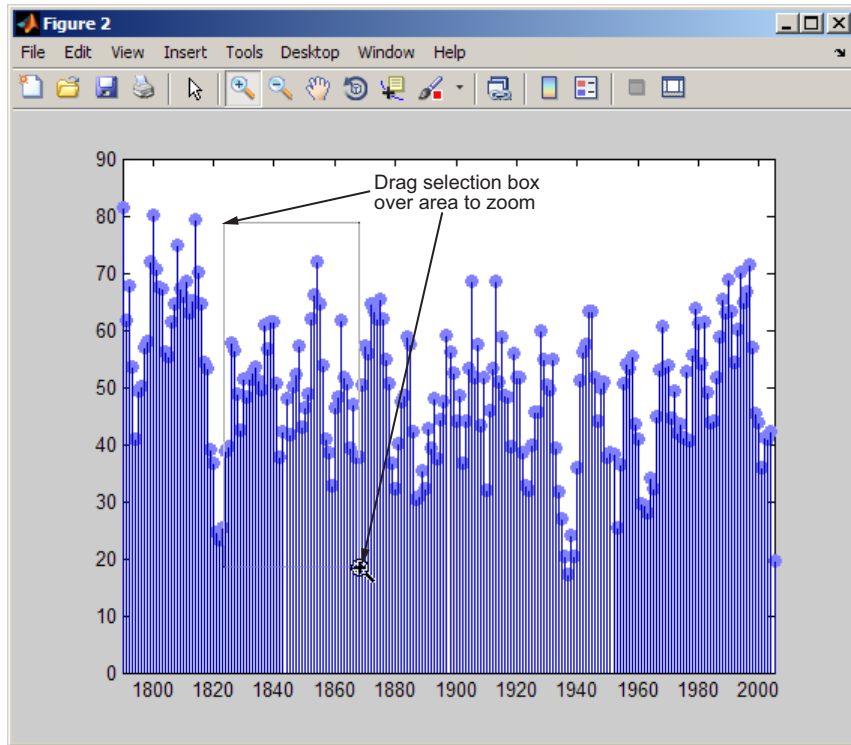 Figure 2
File Edit View Insert Tools Desktop Window Help
90
Drag selection box
over area to zoom
80
70
60
50
40
30
20
10
0
1800 1820 1840 1860 1880 1900 1920 1940 1960 1980 2000